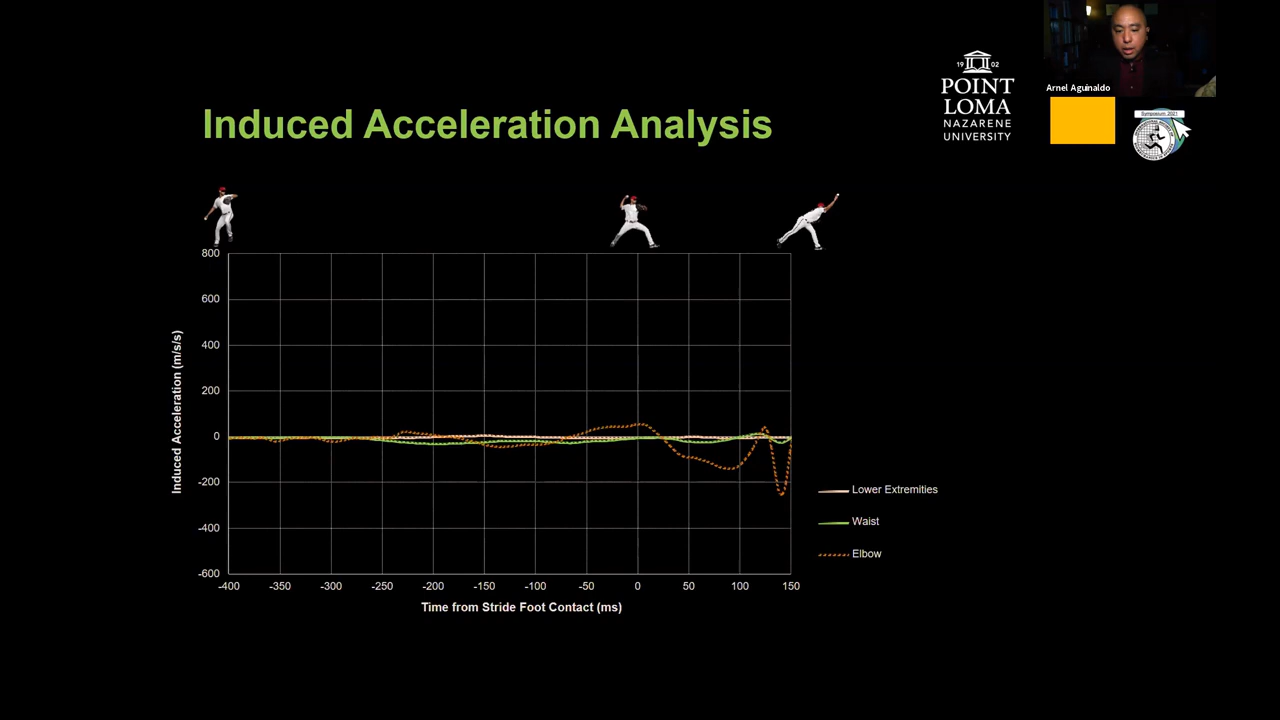 Arnel Aguinaldo
19 02
POINT
LOMA
NAZARENE
UNIVERSITY
Symposium 2021
Induced Acceleration Analysis
800
600
400
200
0
-200
-400
-600
Induced Acceleration (m/s/s)
-400 -350 -300 -250 -200 -150 -100 -50 0 50 100 150
Time from Stride Foot Contact (ms)
Lower Extremities
Waist
Elbow